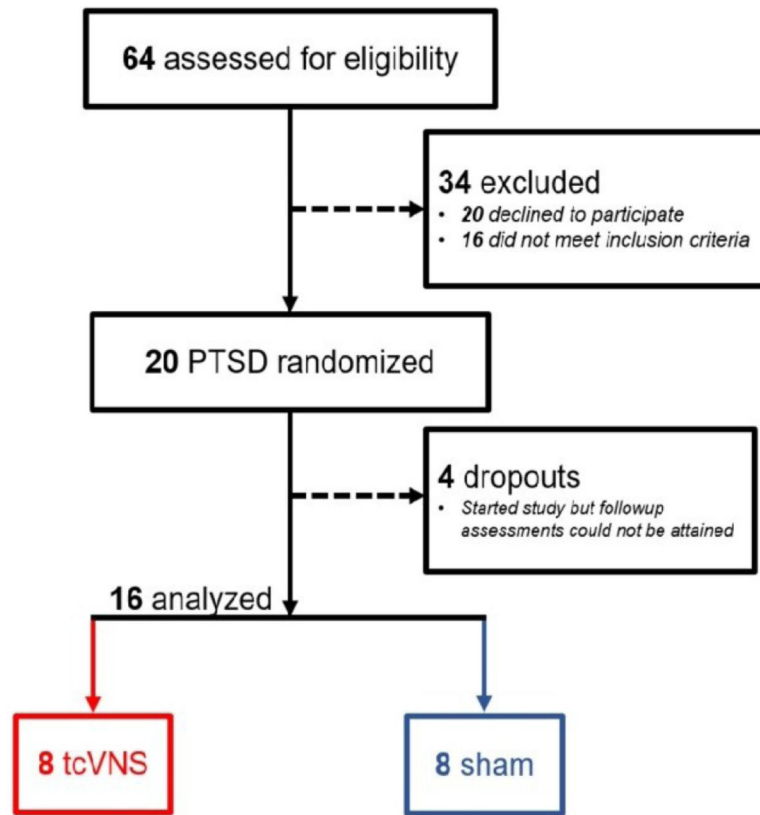 64 assessed for eligibility
34 excluded
• 20 declined to participate
• 16 did not meet inclusion criteria
20 PTSD randomized
4 dropouts
• Started study but followup
assessments could not be attained
16 analyzed
8 tcVNS
8 sham